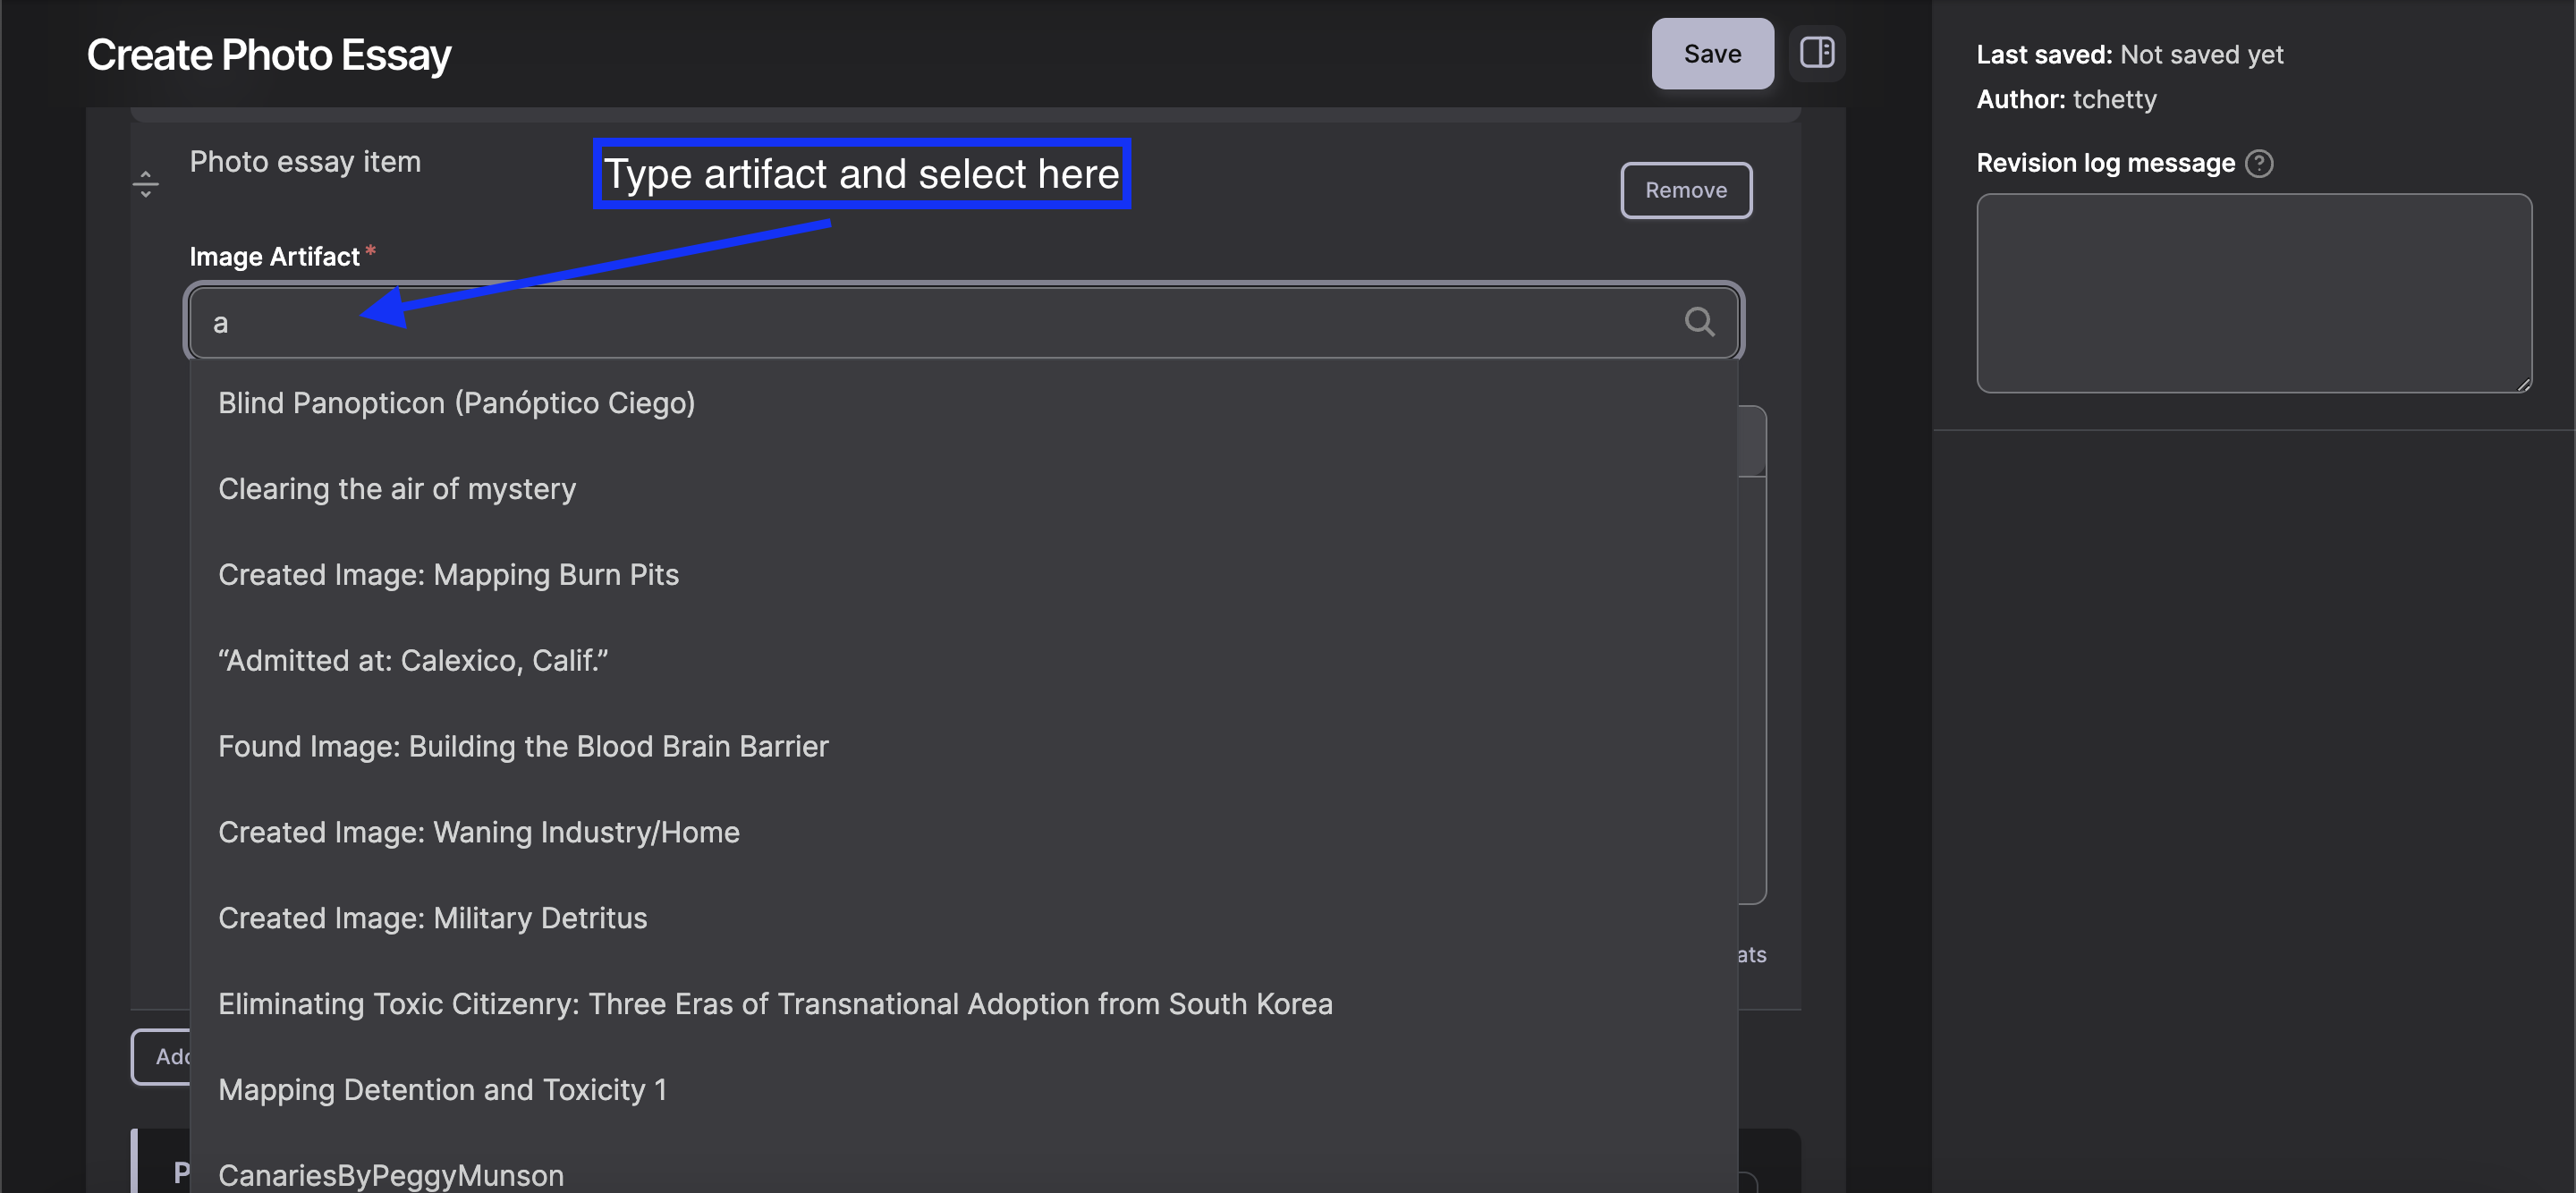 Create Photo Essay
Save
Photo essay item
Type artifact and select here
Remove
Image Artifact *
a
Blind Panopticon (Panóptico Ciego)
Clearing the air of mystery
Created Image: Mapping Burn Pits
“Admitted at: Calexico, Calif.”
Found Image: Building the Blood Brain Barrier
Created Image: Waning Industry/Home
Created Image: Military Detritus
ats
Eliminating Toxic Citizenry: Three Eras of Transnational Adoption from South Korea
Ad
Mapping Detention and Toxicity 1
P
CanariesByPeggyMunson
Last saved: Not saved yet
Author: tchetty
Revision log message ?